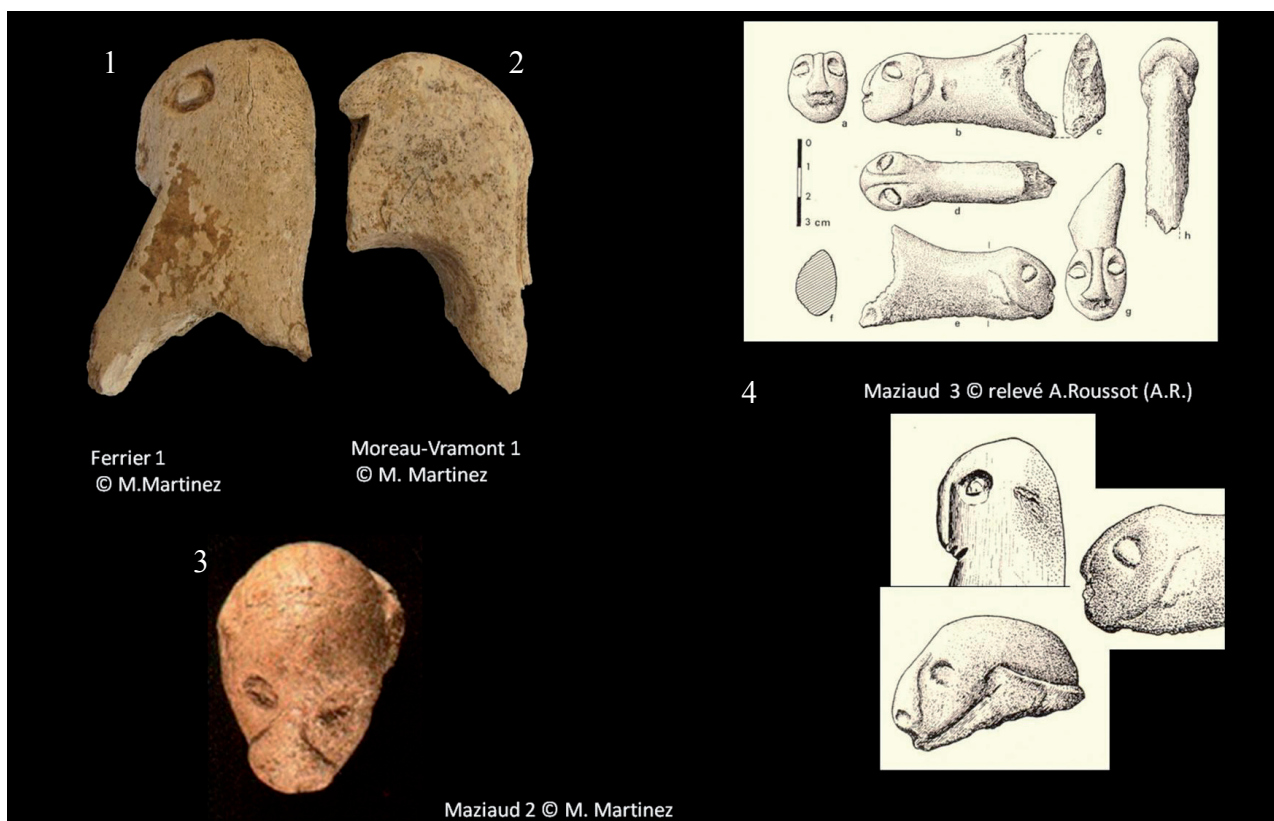 1
2
Ferrier 1
© M.Martinez
Moreau-Vramont 1
© M. Martinez
3
Maziaud 2 © M. Martinez
a
b
c
0
1
2
3 cm
d
e
f
g
h
4
Maziaud 3 © relevé A.Roussot (A.R.)